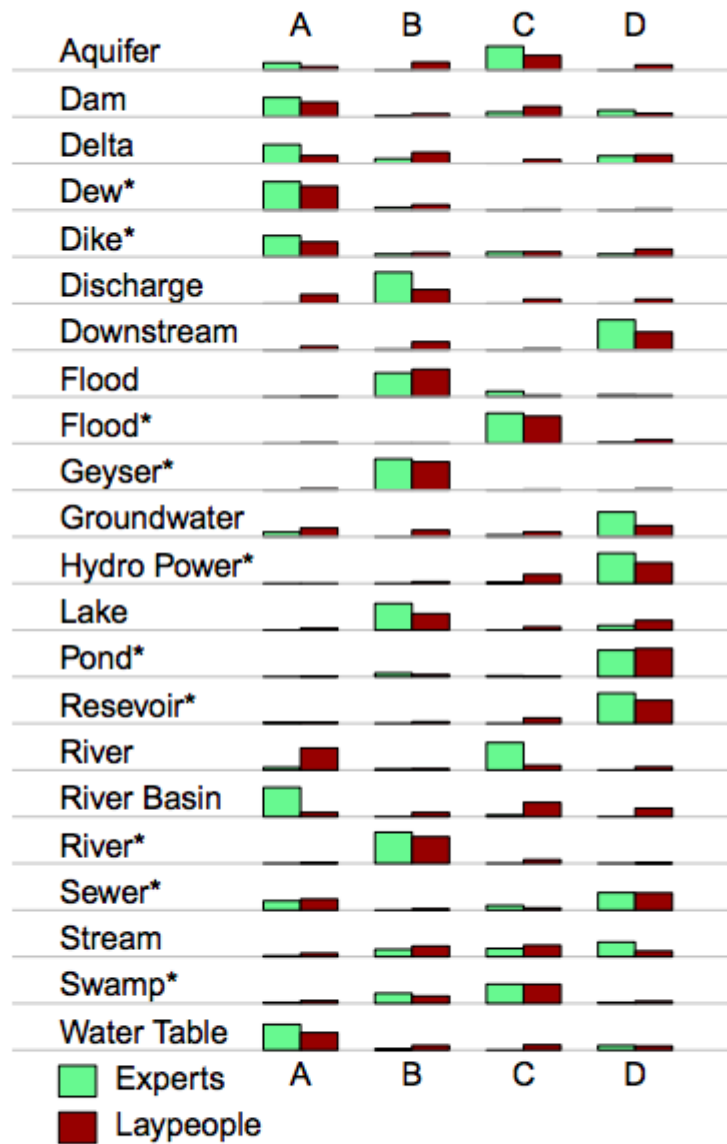 A B C D
Aquifer
Dam
Delta
Dew*
Dike*
Discharge
Downstream
Flood
Flood*
Geyser*
Groundwater
Hydro Power*
Lake
Pond*
Resevoir*
River
River Basin
River*
Sewer*
Stream
Swamp*
Water Table
A B C D
Experts
Laypeople